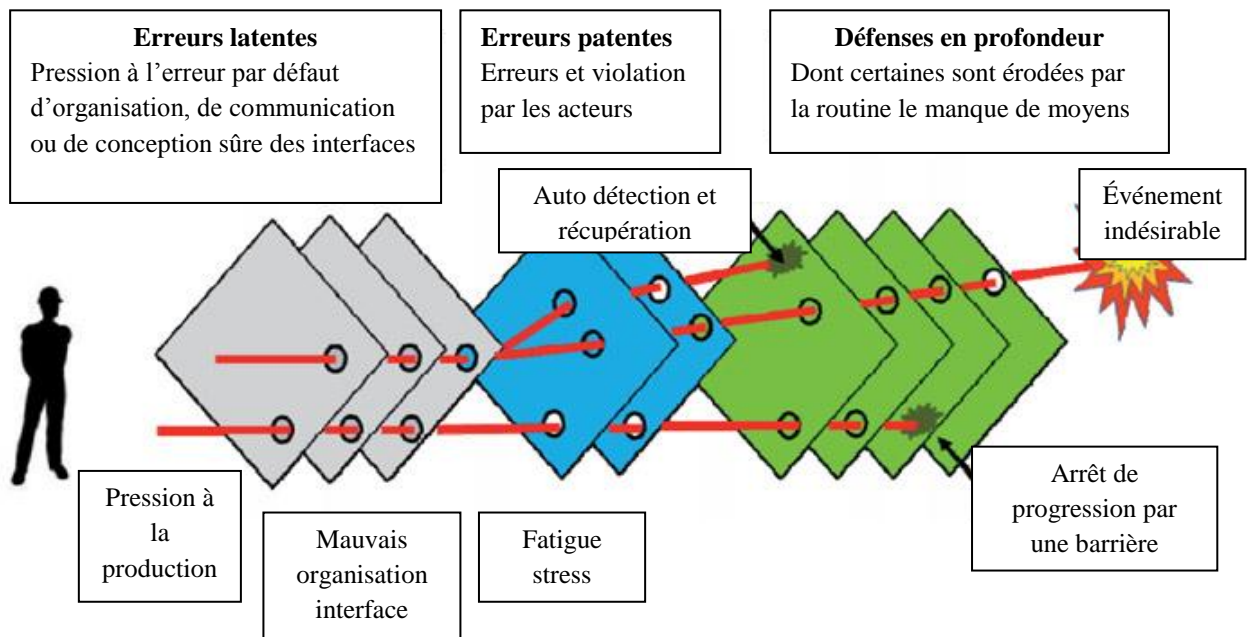 Erreurs latentes
Pression à l'erreur par défaut
d'organisation, de communication
ou de conception sûre des interfaces
Erreurs patentes
Erreurs et violation
par les acteurs
Défenses en profondeur
Dont certaines sont érodées par
la routine le manque de moyens
Auto détection et
récupération
Événement
indésirable
Pression à
la
production
Mauvais
organisation
interface
Fatigue
stress
Arrêt de
progression par
une barrière